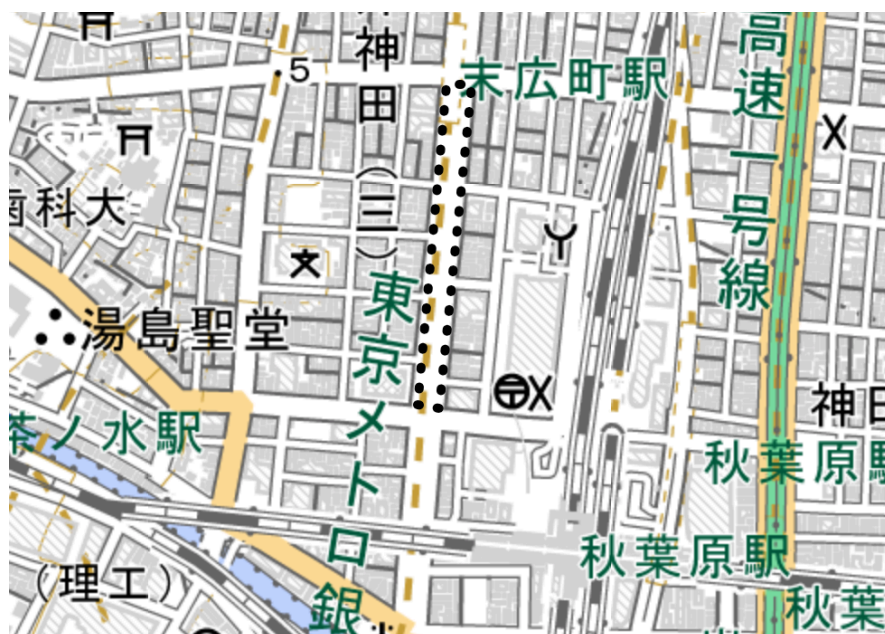 神田(三)
5
末広町駅
高速一号線
歯科大
湯島聖堂
東京メトロ銀
茶ノ水駅
神田
秋葉原駅
秋葉原駅
(理工)
秋葉